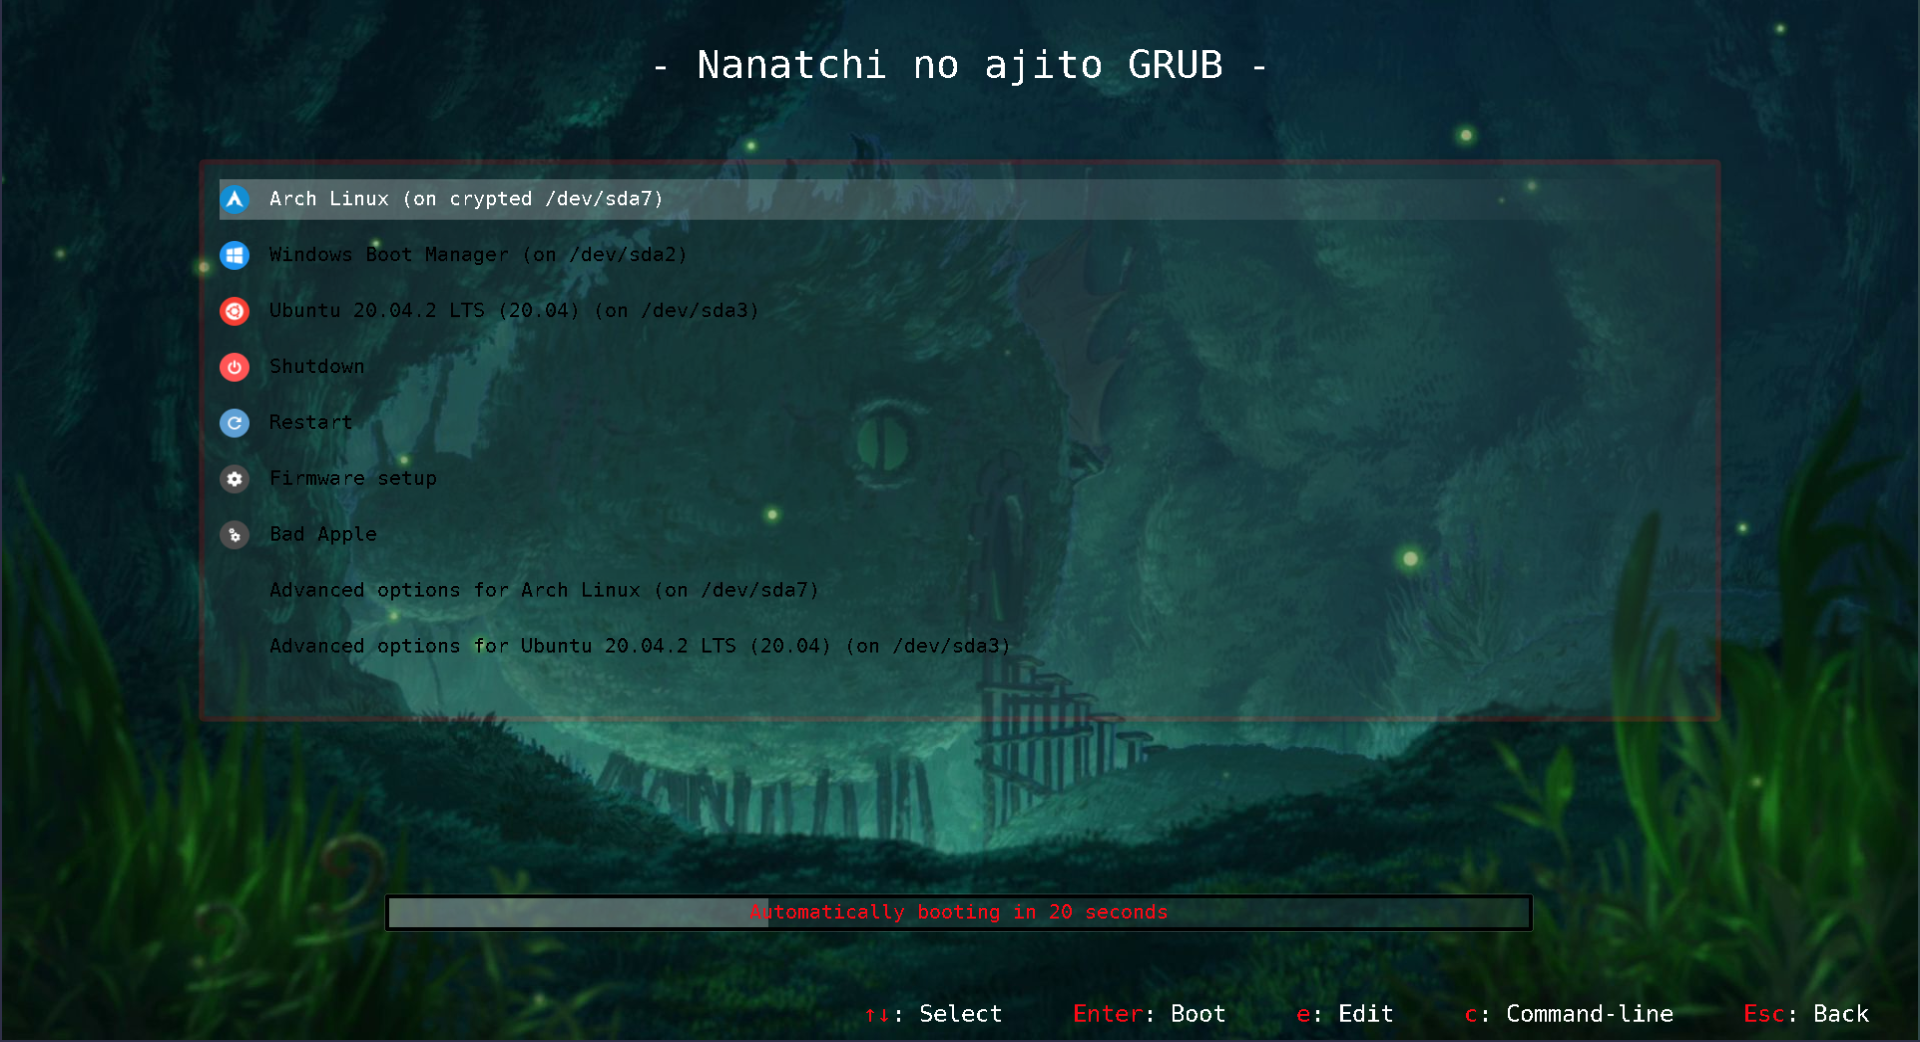 - Nanatchi no ajito GRUB -
Arch Linux (on crypted /dev/sda7)
Windows Boot Manager (on /dev/sda2)
Ubuntu 20.04.2 LTS (20.04) (on /dev/sda3)
Shutdown
Restart
Firmware setup
Bad Apple
Advanced options for Arch Linux (on /dev/sda7)
Advanced options for Ubuntu 20.04.2 LTS (20.04) (on /dev/sda3)
Automatically booting in 20 seconds
↑↓: Select Enter: Boot e: Edit c: Command-line Esc: Back